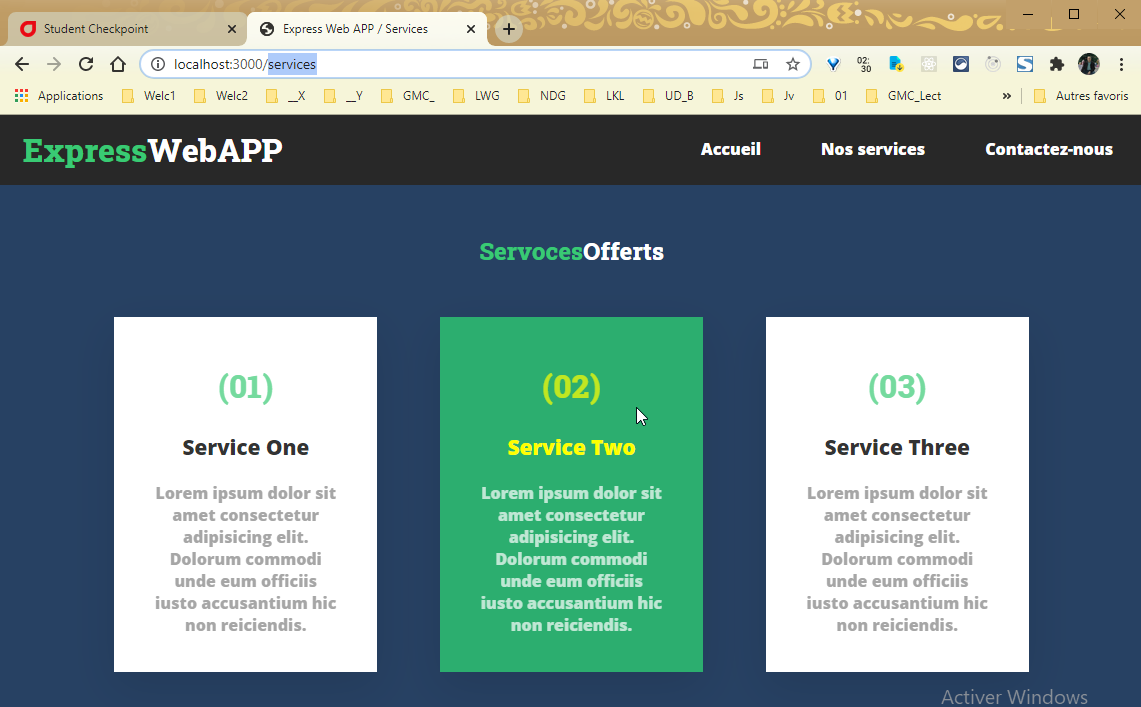 Student Checkpoint
Express Web APP / Services
localhost:3000/services
02:
30
Applications Welc1 Welc2 __X __Y GMC_ LWG NDG LKL UD_B Js Jv 01 GMC_Lect » Autres favoris
ExpressWebAPP
Accueil Nos services Contactez-nous
ServocesOfferts
(01)
Service One
Lorem ipsum dolor sit
amet consectetur
adipisicing elit.
Dolorum commodi
unde eum officiis
iusto accusantium hic
non reiciendis.
(02)
Service Two
Lorem ipsum dolor sit
amet consectetur
adipisicing elit.
Dolorum commodi
unde eum officiis
iusto accusantium hic
non reiciendis.
(03)
Service Three
Lorem ipsum dolor sit
amet consectetur
adipisicing elit.
Dolorum commodi
unde eum officiis
iusto accusantium hic
non reiciendis.
Activer Windows